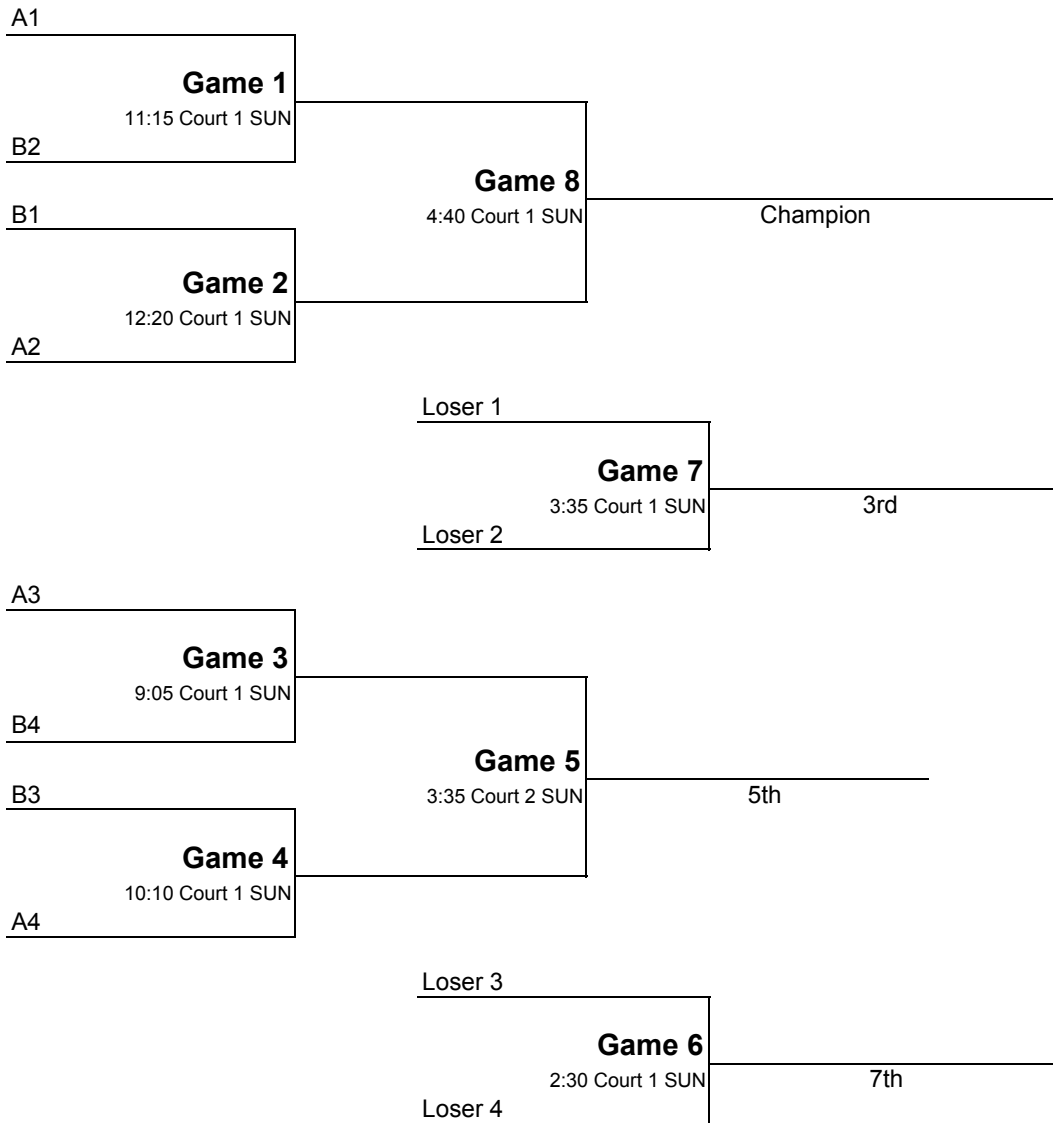 A1
Game 1
11:15 Court 1 SUN
B2
Game 8
B1
4:40 Court 1 SUN
Champion
Game 2
12:20 Court 1 SUN
A2
Loser 1
Game 7
3:35 Court 1 SUN
3rd
Loser 2
A3
Game 3
9:05 Court 1 SUN
B4
Game 5
B3
3:35 Court 2 SUN
5th
Game 4
10:10 Court 1 SUN
A4
Loser 3
Game 6
2:30 Court 1 SUN
7th
Loser 4